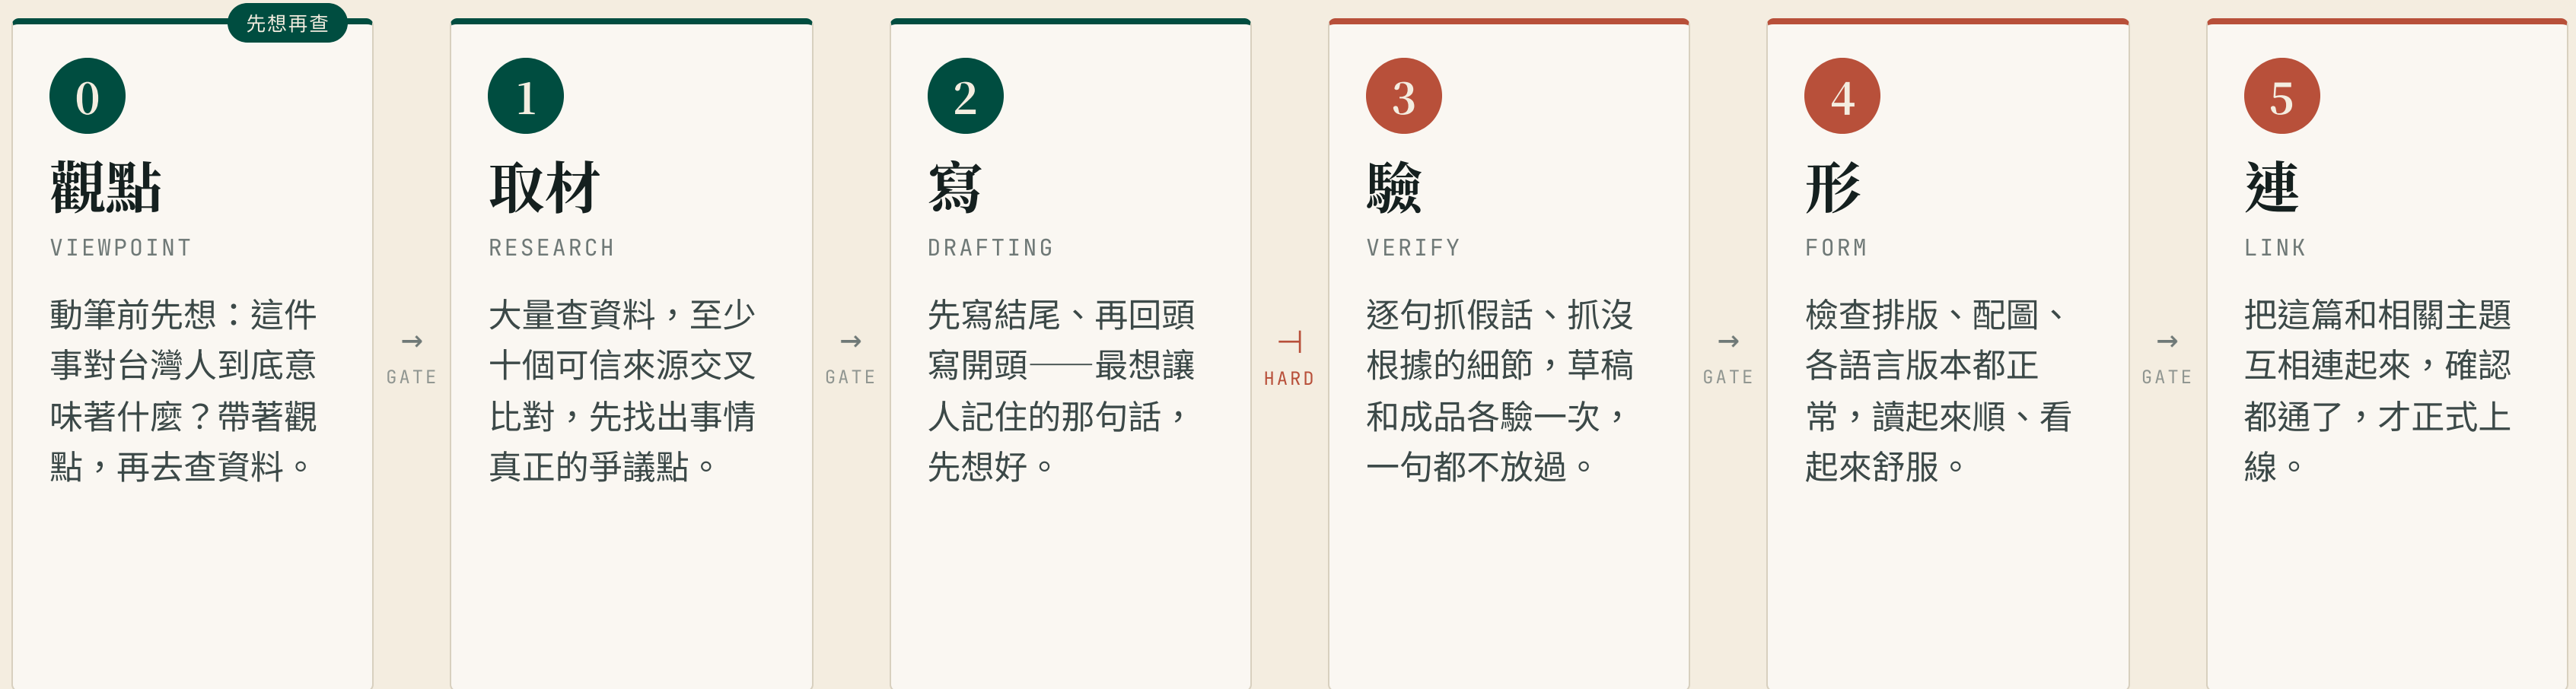 先想再查
0
觀點
VIEWPOINT
動筆前先想：這件
事對台灣人到底意
味著什麼？帶著觀
點，再去查資料。
→
GATE
1
取材
RESEARCH
大量查資料，至少
十個可信來源交叉
比對，先找出事情
真正的爭議點。
→
GATE
2
寫
DRAFTING
先寫結尾、再回頭
寫開頭——最想讓
人記住的那句話，
先想好。
⊣
HARD
3
驗
VERIFY
逐句抓假話、抓沒
根據的細節，草稿
和成品各驗一次，
一句都不放過。
→
GATE
4
形
FORM
檢查排版、配圖、
各語言版本都正
常，讀起來順、看
起來舒服。
→
GATE
5
連
LINK
把這篇和相關主題
互相連起來，確認
都通了，才正式上
線。